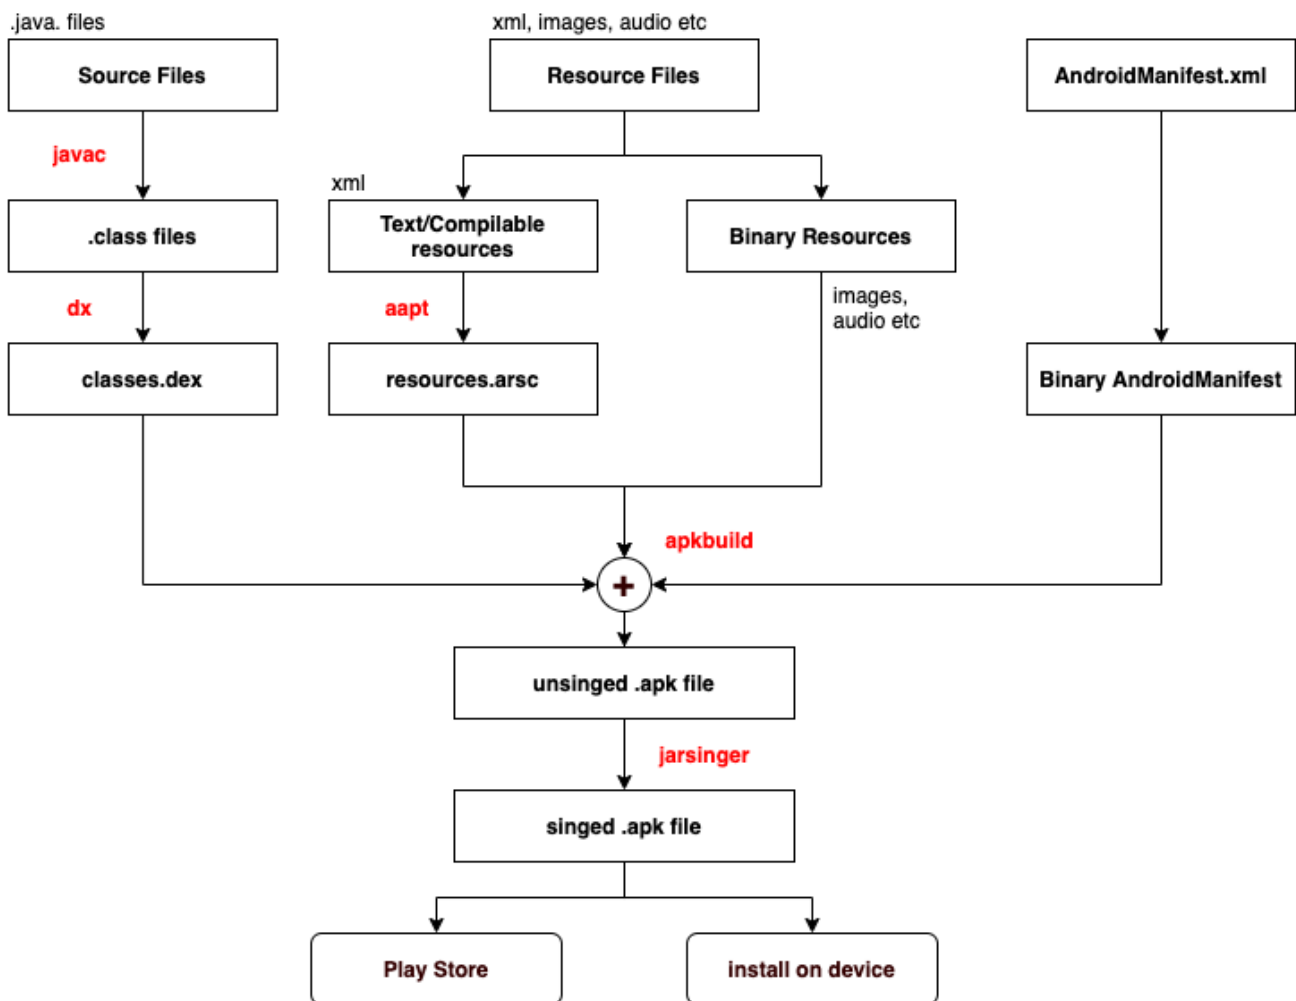 .java. files
xml, images, audio etc
Source Files
Resource Files
AndroidManifest.xml
javac
xml
.class files
Text/Compilable
resources
Binary Resources
dx
aapt
images,
audio etc
classes.dex
resources.arsc
Binary AndroidManifest
apkbuild
+
unsinged .apk file
jarsinger
singed .apk file
Play Store
install on device